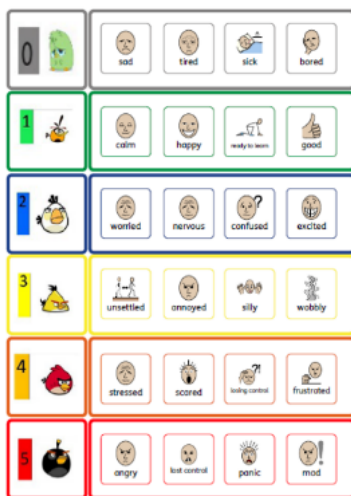 0
sad tired sick bored
1
calm happy ready to learn good
2
worried nervous confused excited
3
unsettled annoyed silly wobbly
4
stressed scared losing control frustrated
5
angry lost control panic mad